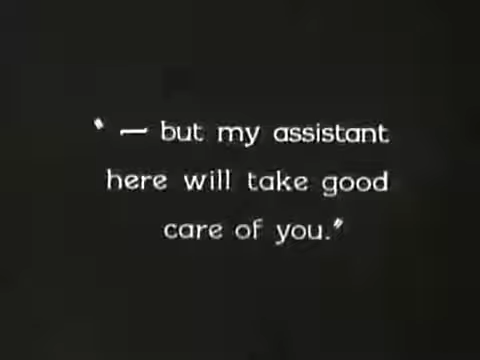 " — but my assistant
here will take good
care of you."